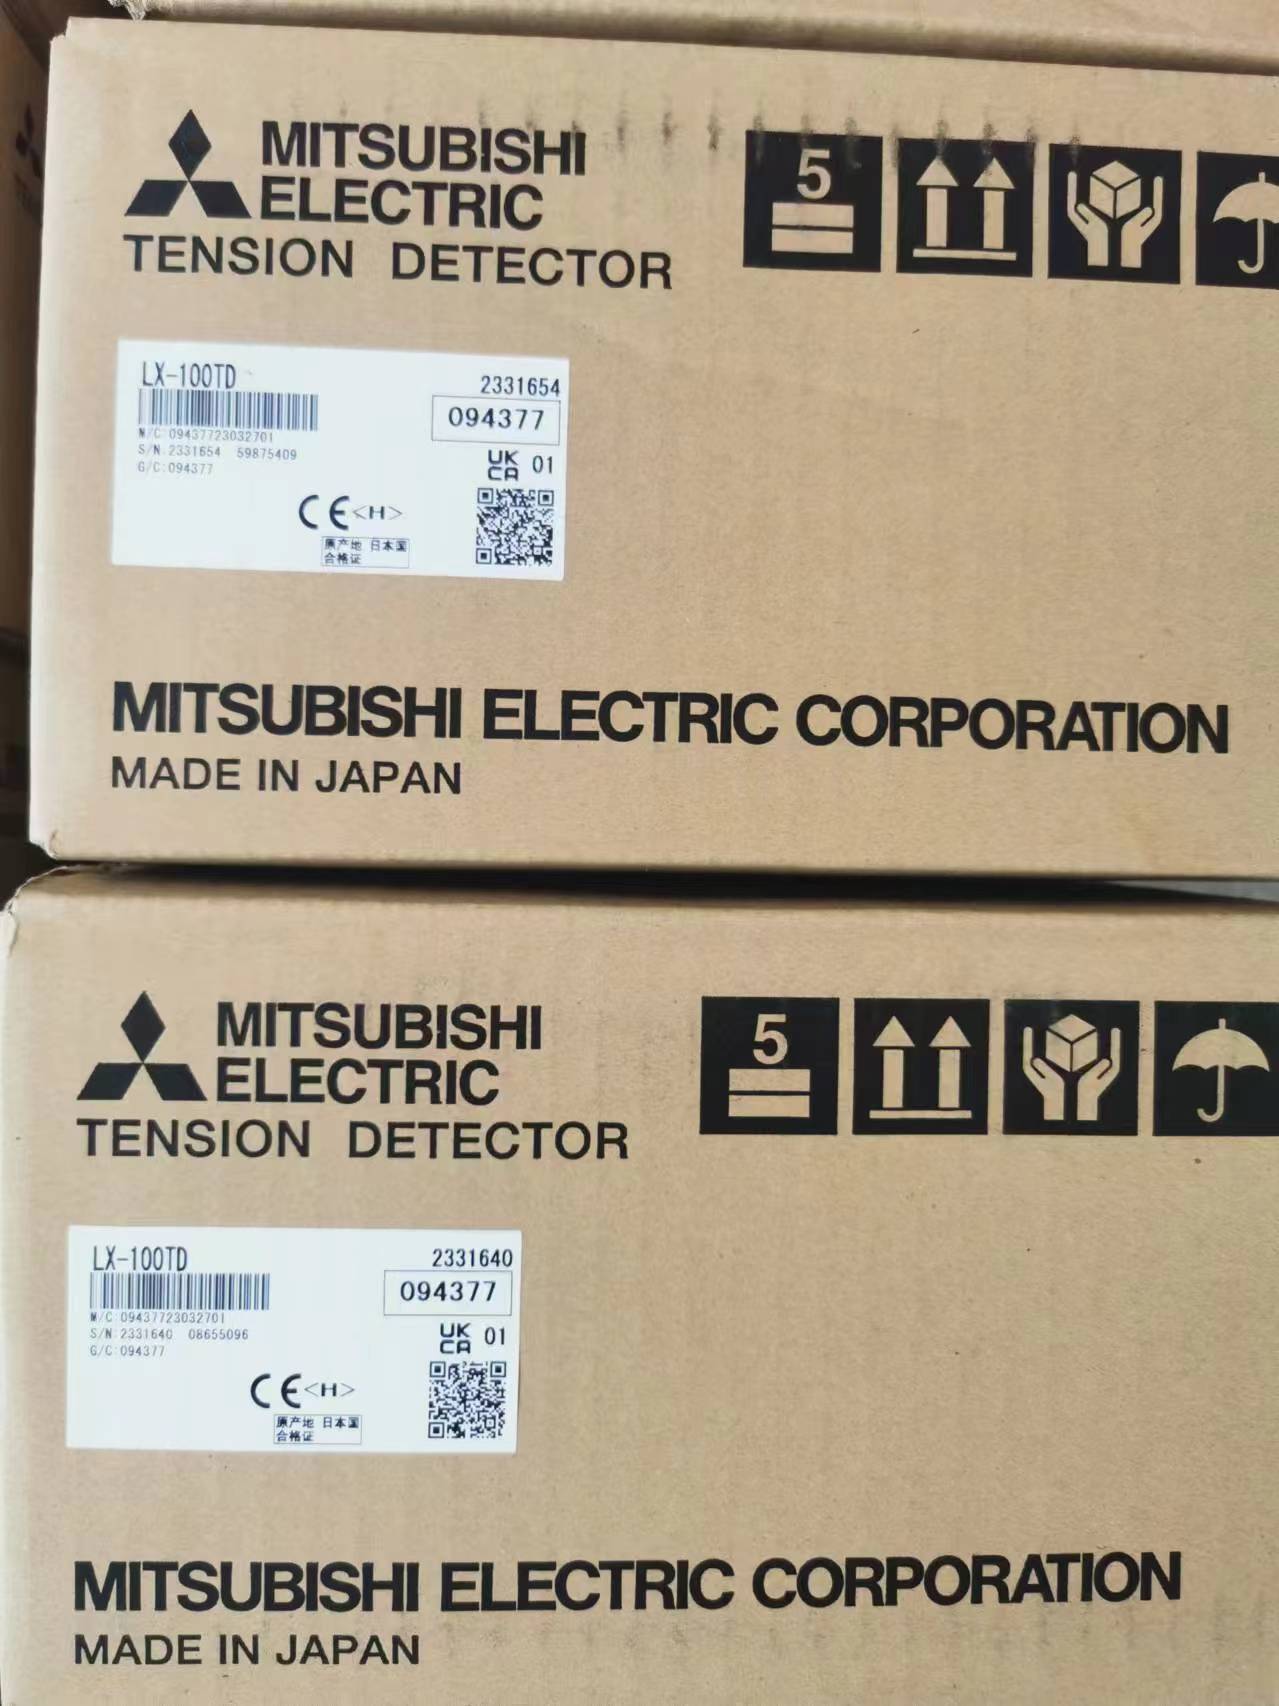 MITSUBISHI
ELECTRIC
TENSION DETECTOR
5
LX-100TD
2331654
094377
M/C:09437723032701
S/N:2331654 59875409
G/C:094377
UK
CA 01
CE<H>
原产地 日本国
合格证
MITSUBISHI ELECTRIC CORPORATION
MADE IN JAPAN
MITSUBISHI
ELECTRIC
TENSION DETECTOR
5
LX-100TD
2331640
094377
M/C:09437723032701
S/N:2331640 08655096
G/C:094377
UK
CA 01
CE<H>
原产地 日本国
合格证
MITSUBISHI ELECTRIC CORPORATION
MADE IN JAPAN